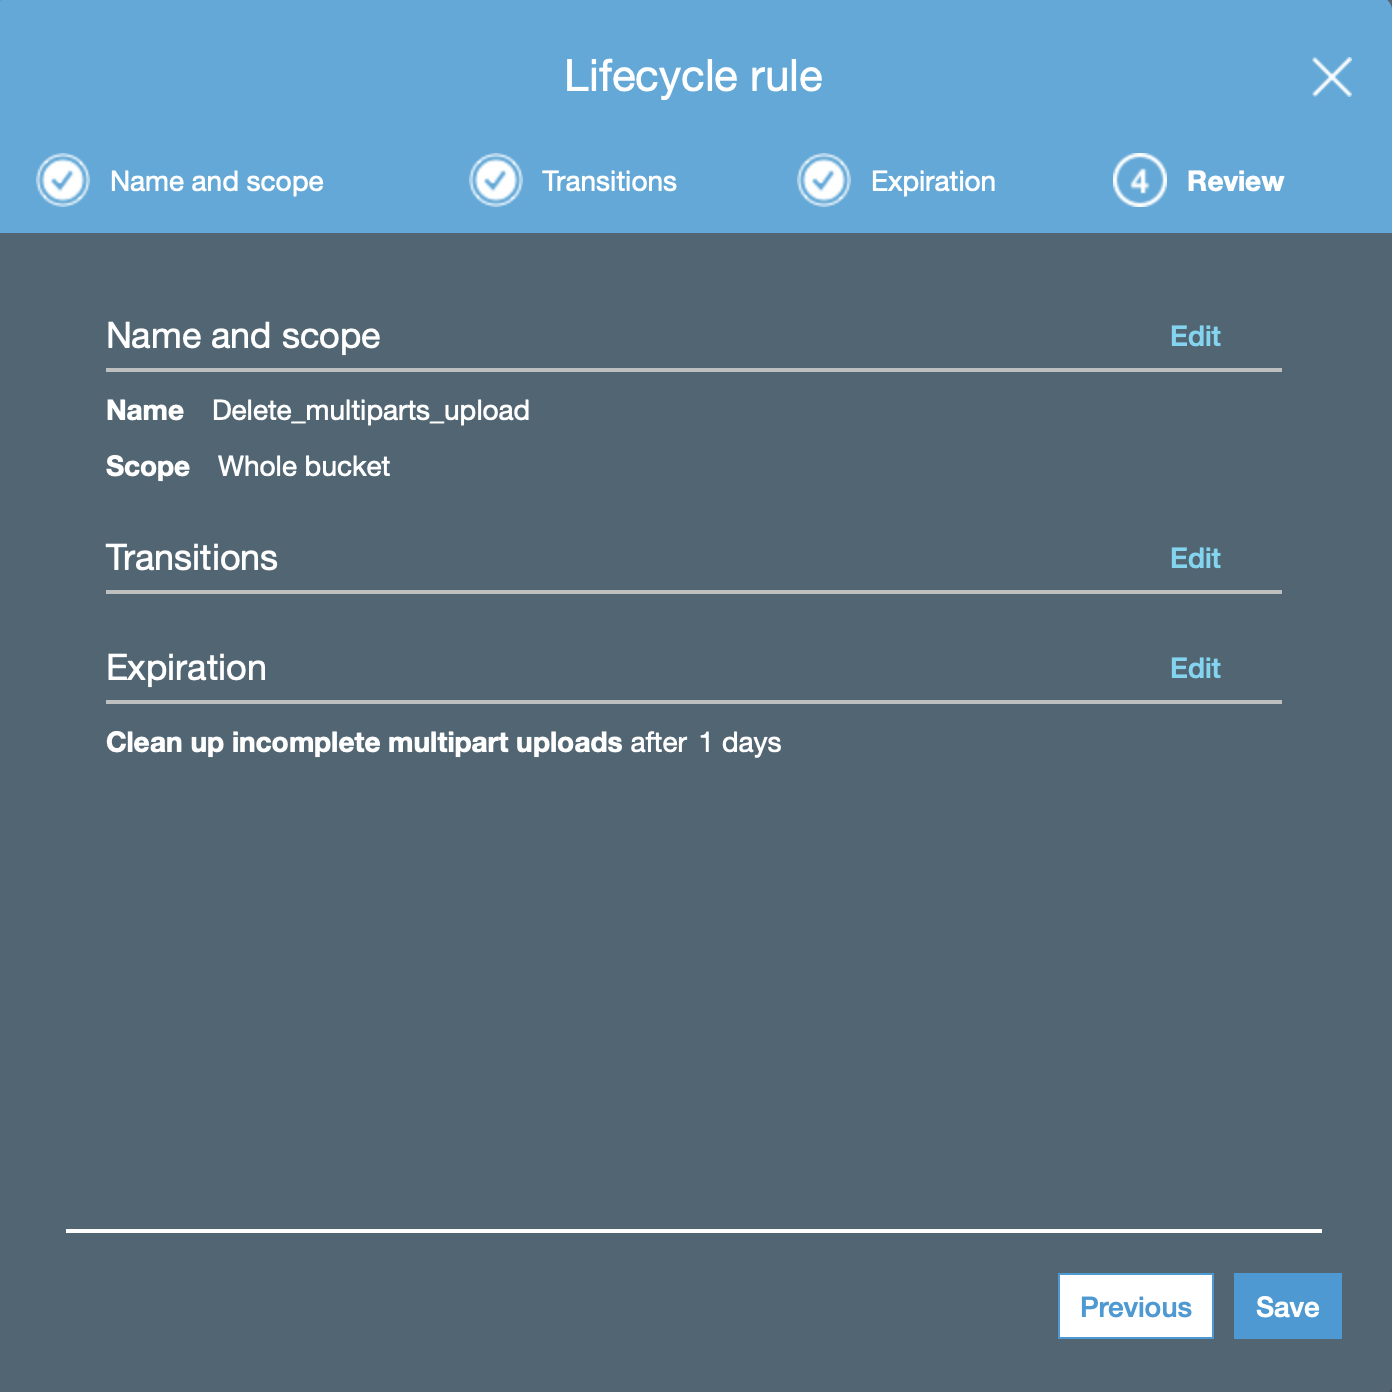 Lifecycle rule
Name and scope
Transitions
Expiration
4 Review
Name and scope Edit
Name Delete_multiparts_upload
Scope Whole bucket
Transitions Edit
Expiration Edit
Clean up incomplete multipart uploads after 1 days
Previous Save